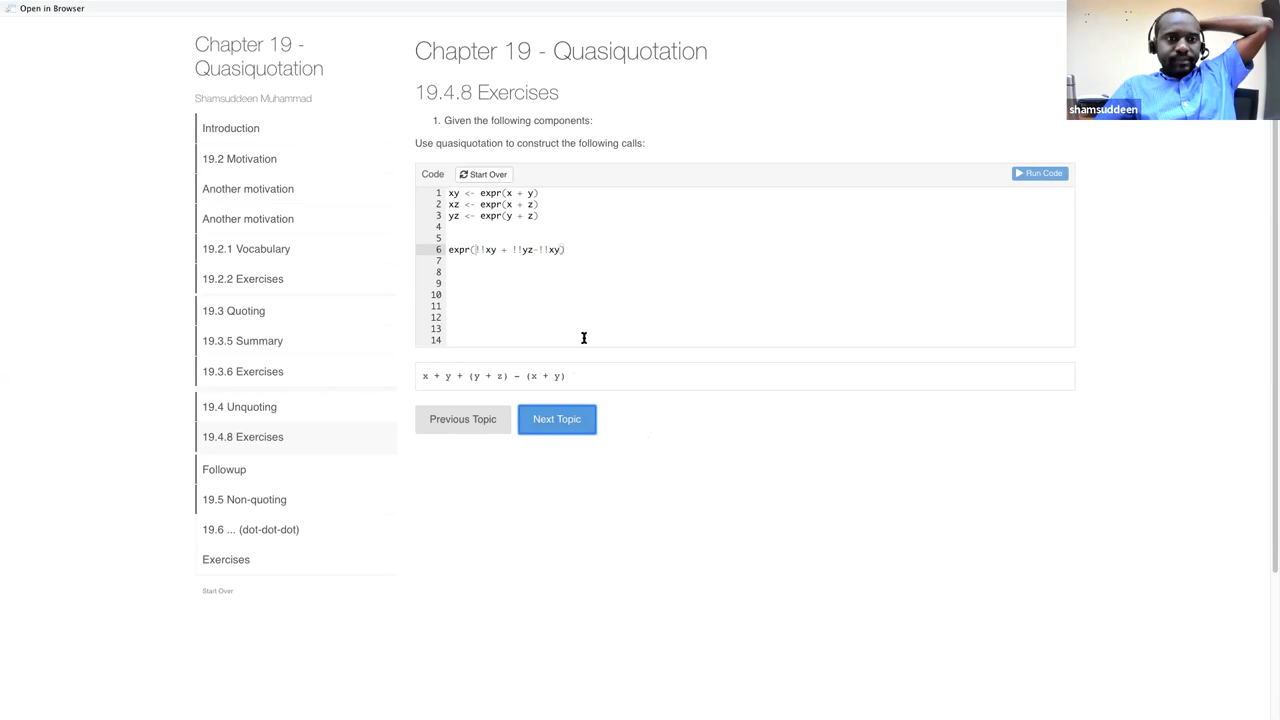 Open in Browser
Chapter 19 -
Quasiquotation
Shamsuddeen Muhammad
Introduction
19.2 Motivation
Another motivation
Another motivation
19.2.1 Vocabulary
19.2.2 Exercises
19.3 Quoting
19.3.5 Summary
19.3.6 Exercises
19.4 Unquoting
19.4.8 Exercises
Followup
19.5 Non-quoting
19.6 ... (dot-dot-dot)
Exercises
Start Over
Chapter 19 - Quasiquotation
19.4.8 Exercises
1. Given the following components:
Use quasiquotation to construct the following calls:
Code Start Over Run Code
1 xy <- expr(x + y)
2 xz <- expr(x + z)
3 yz <- expr(y + z)
4
5
6 expr(!!xy + !!yz-!!xy)
7
8
9
10
11
12
13
14
x + y + (y + z) - (x + y)
Previous Topic Next Topic
shamsuddeen